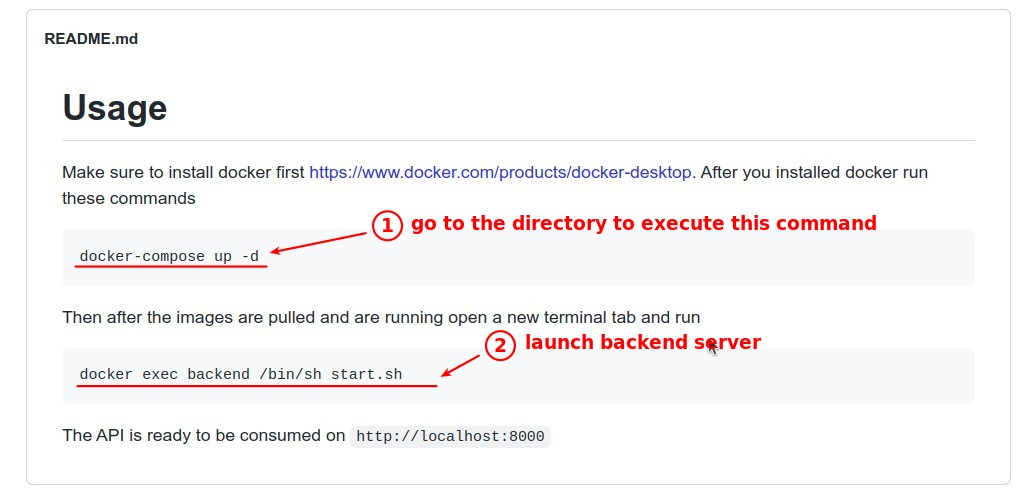 README.md
Usage
Make sure to install docker first https://www.docker.com/products/docker-desktop. After you installed docker run
these commands
1 go to the directory to execute this command
docker-compose up -d
Then after the images are pulled and are running open a new terminal tab and run
2 launch backend server
docker exec backend /bin/sh start.sh
The API is ready to be consumed on http://localhost:8000